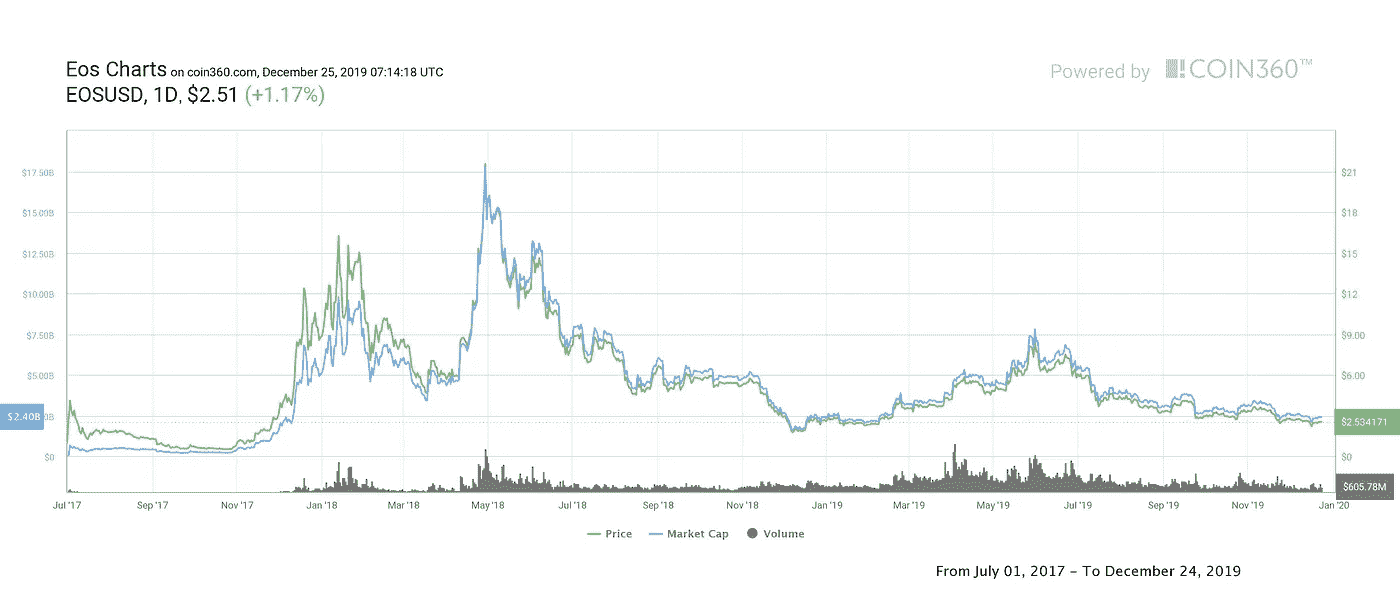 Eos Charts on coin360.com, December 25, 2019 07:14:18 UTC
EOSUSD, 1D, $2.51 (+1.17%)
Powered by COIN360™
$17.50B
$15.00B
$12.50B
$10.00B
$7.50B
$5.00B
$2.40B
$0
$21
$18
$15
$12
$9.00
$6.00
$2.534171
$0
$605.78M
Jul '17 Sep '17 Nov '17 Jan '18 Mar '18 May '18 Jul '18 Sep '18 Nov '18 Jan '19 Mar '19 May '19 Jul '19 Sep '19 Nov '19 Jan '20
Price Market Cap Volume
From July 01, 2017 – To December 24, 2019